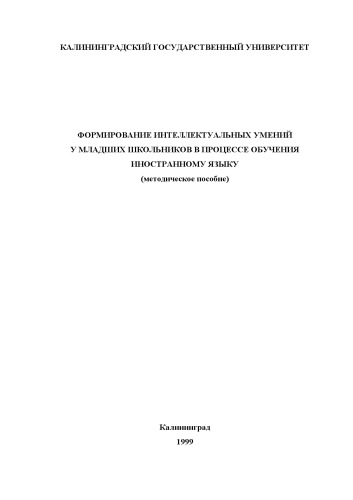 КАЛИНИНГРАДСКИЙ ГОСУДАРСТВЕННЫЙ УНИВЕРСИТЕТ
ФОРМИРОВАНИЕ ИНТЕЛЛЕКТУАЛЬНЫХ УМЕНИЙ
У МЛАДШИХ ШКОЛЬНИКОВ В ПРОЦЕССЕ ОБУЧЕНИЯ
ИНОСТРАННОМУ ЯЗЫКУ
(методическое пособие)
Калининград
1999